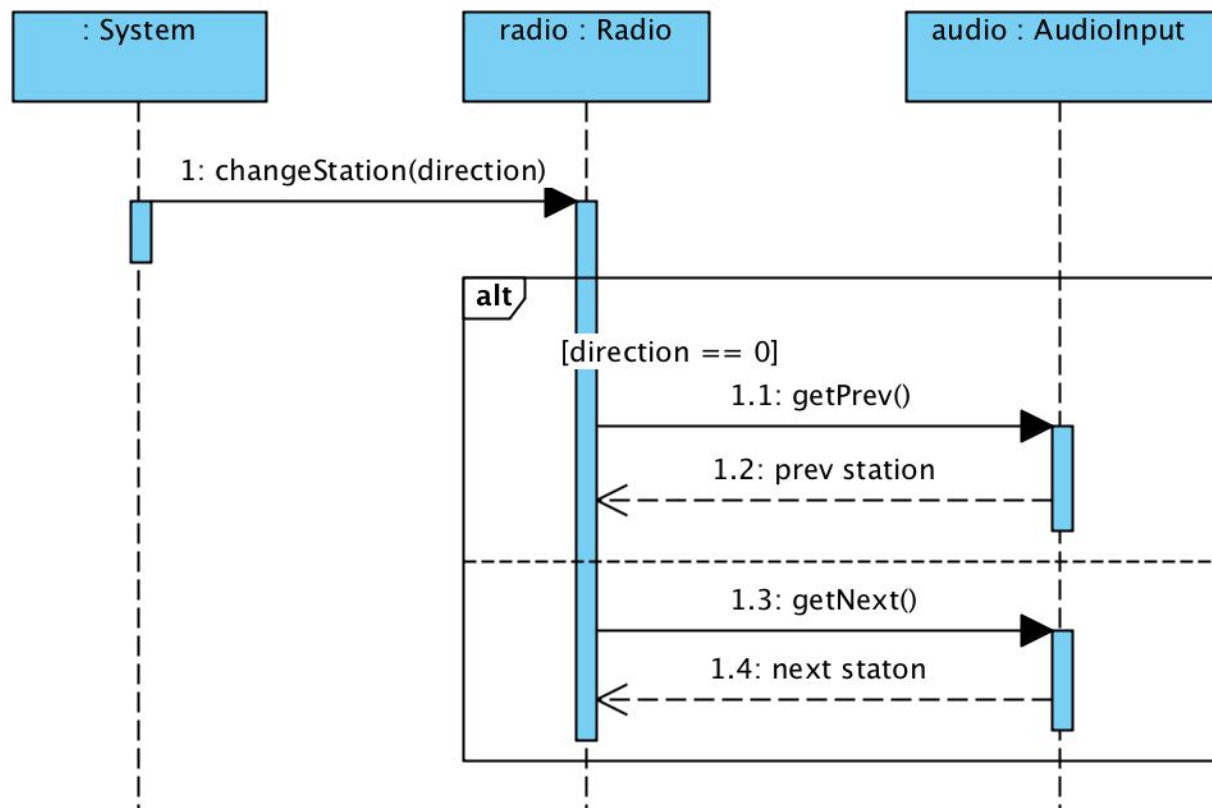 : System
radio : Radio
audio : AudioInput
1: changeStation(direction)
alt
[direction == 0]
1.1: getPrev()
1.2: prev station
1.3: getNext()
1.4: next staton